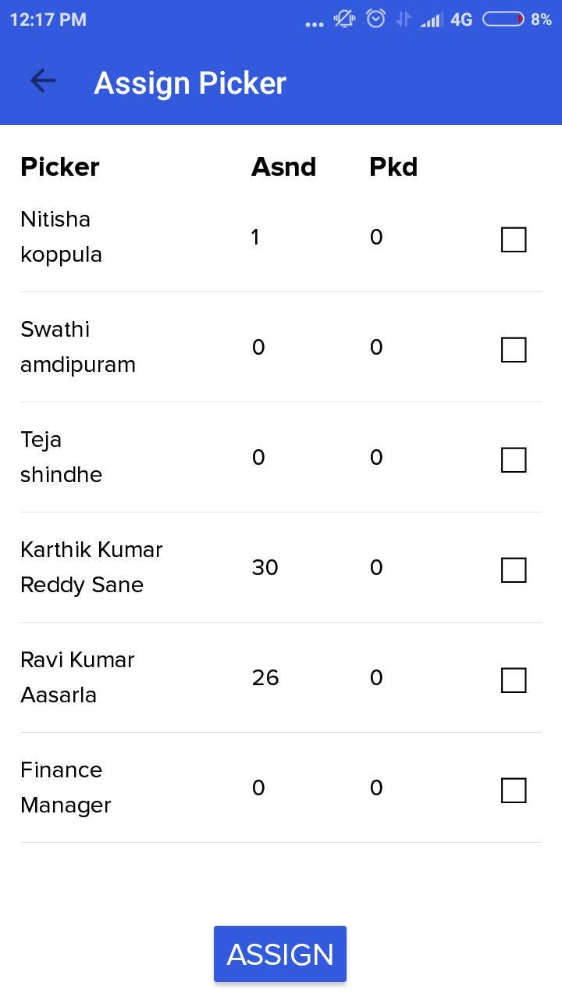 12:17 PM ... 4G 8%
Assign Picker
Picker Asnd Pkd
Nitisha
koppula 1 0
Swathi
amdipuram 0 0
Teja
shindhe 0 0
Karthik Kumar
Reddy Sane 30 0
Ravi Kumar
Aasarla 26 0
Finance
Manager 0 0
ASSIGN